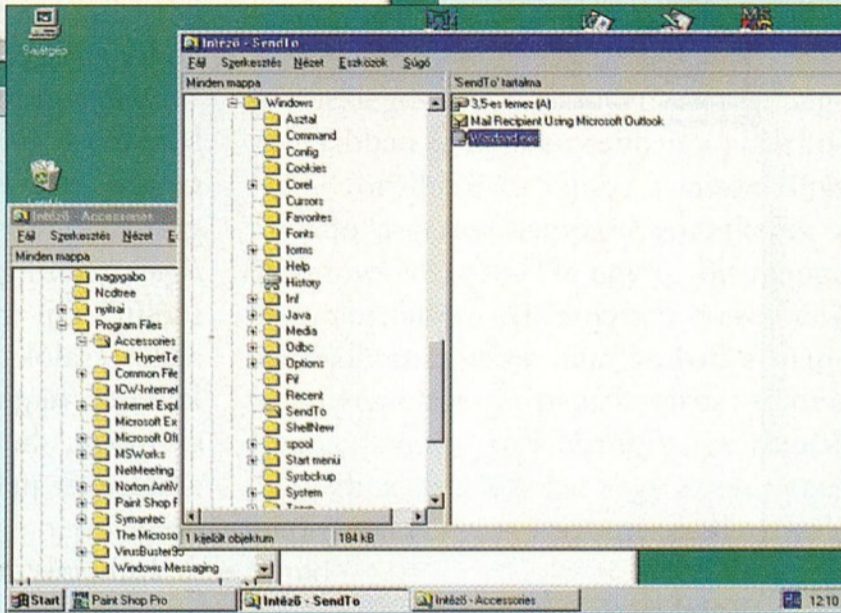 Sajátgép
Intéző - SendTo
Fájl Szerkesztés Nézet Eszközök Súgó
Minden mappa
'SendTo' tartalma
Windows
Asztal
Command
Config
Cookies
Corel
Cursors
Favorites
Fonts
forms
Help
History
Inf
Java
Media
Odbc
Options
Pif
Recent
SendTo
ShellNew
spool
Start menü
Sysbckup
System
3,5-es lemez (A)
Mail Recipient Using Microsoft Outlook
Wordpad.exe
1 kijelölt objektum
184 kB
Intéző - Accessories
Fájl Szerkesztés Nézet E
Minden mappa
nagygabo
Ncdtree
nyitrai
Program Files
Accessories
HyperTe
Common File
ICW-Internet
Internet Expl
Microsoft Ex
Microsoft Offi
MSWorks
NetMeeting
Norton AntiV
Paint Shop P
Symantec
The Microso
VirusBuster95
Windows Messaging
Start
Paint Shop Pro
Intéző - SendTo
Intéző - Accessories
12:10